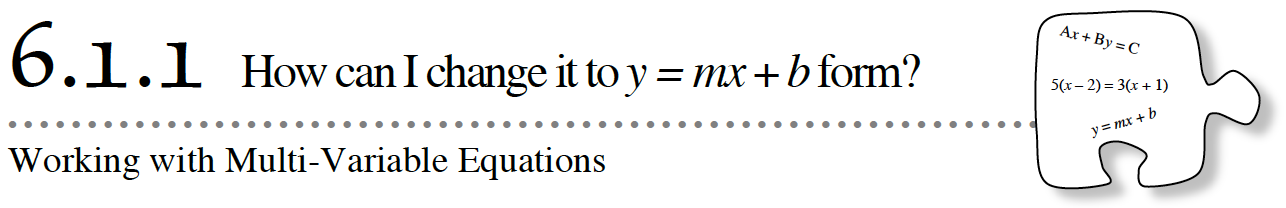 6.1.1 How can I change it to y = mx + b form?
Working with Multi-Variable Equations
Ax + By = C
5(x – 2) = 3(x + 1)
y = mx + b